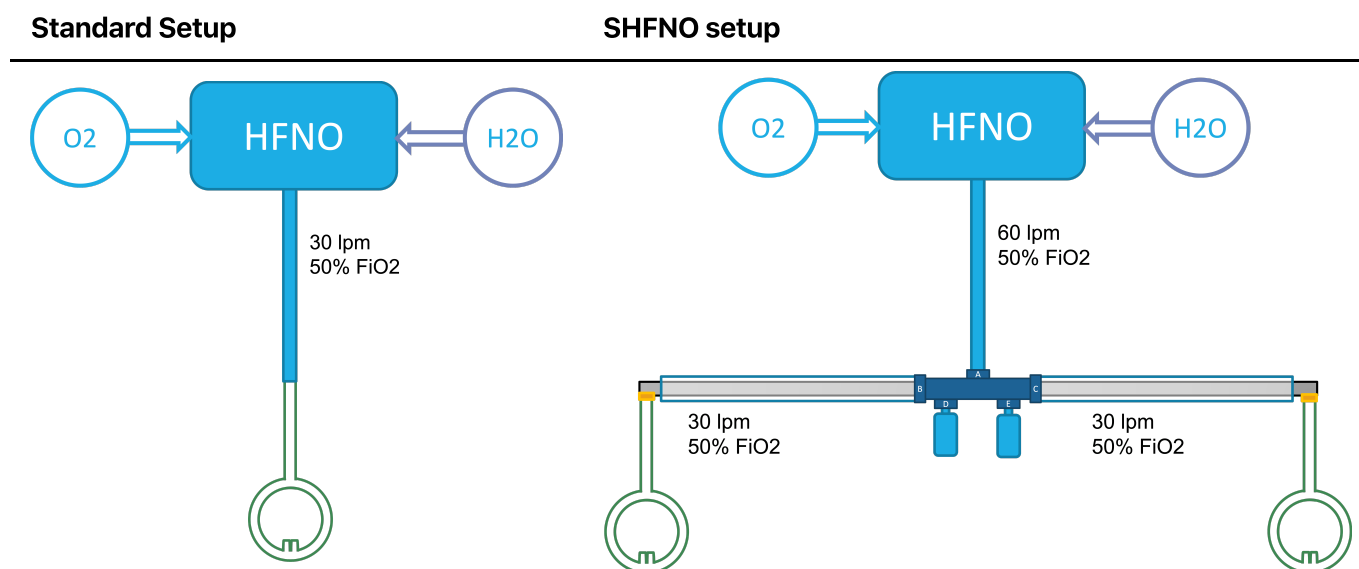 Standard Setup
SHFNO setup
O2
HFNO
H2O
30 lpm
50% FiO2
O2
HFNO
H2O
60 lpm
50% FiO2
A
B
C
D
E
30 lpm
50% FiO2
30 lpm
50% FiO2